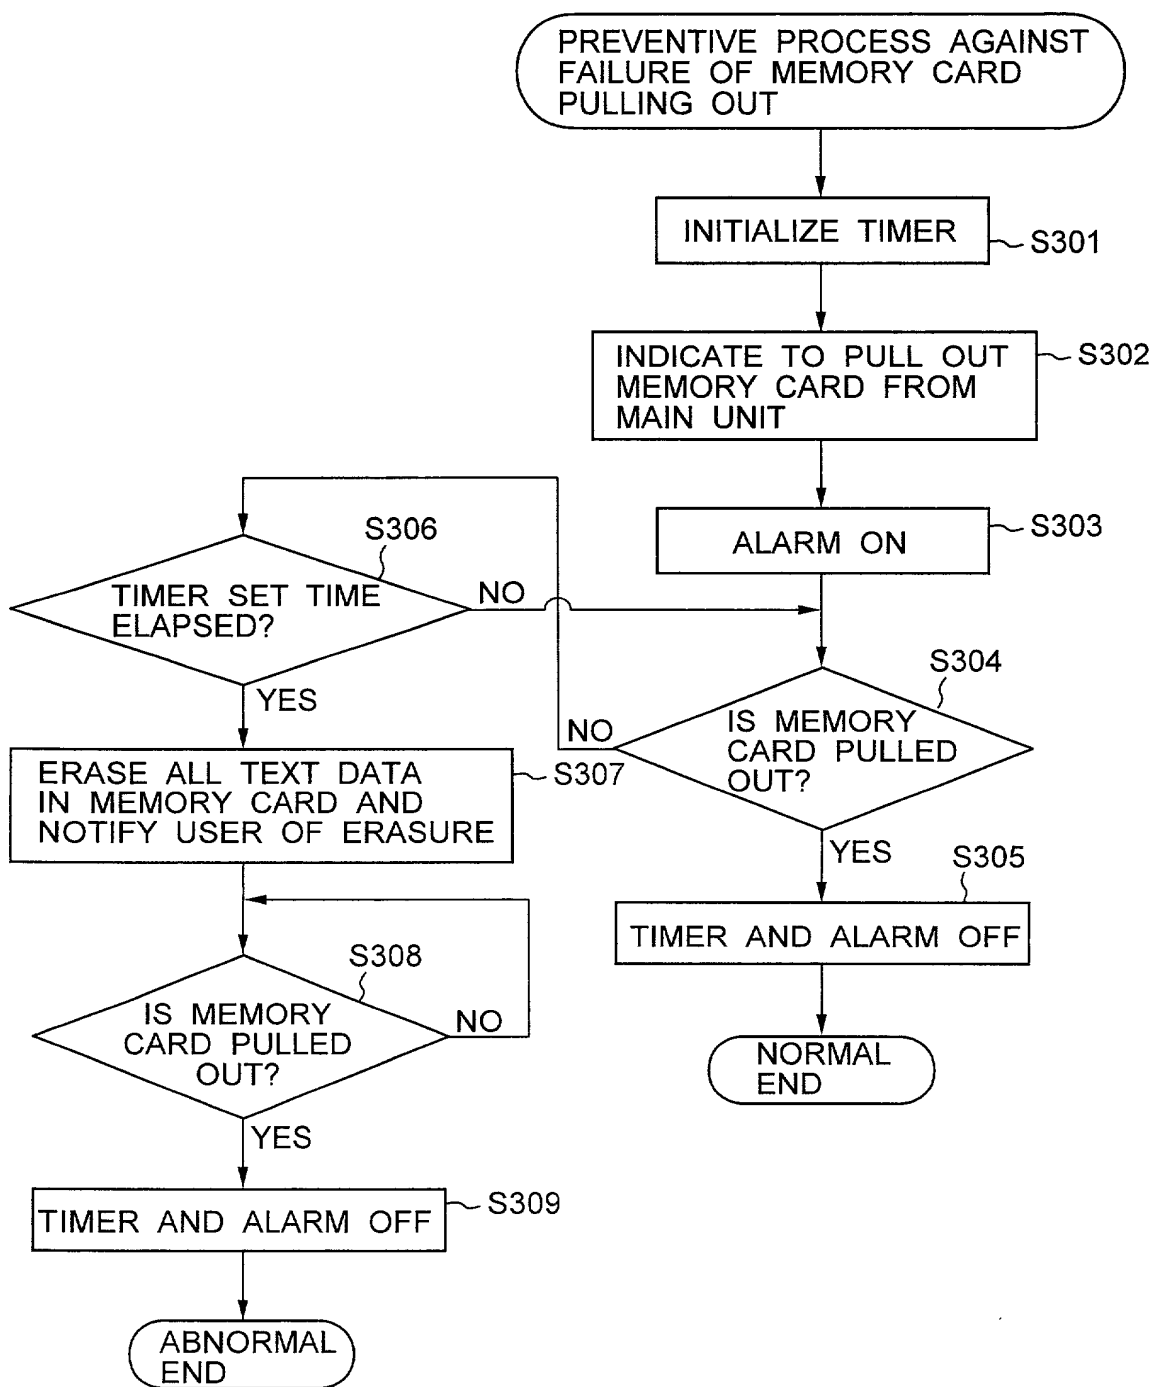 PREVENTIVE PROCESS AGAINST
FAILURE OF MEMORY CARD
PULLING OUT
INITIALIZE TIMER
S301
INDICATE TO PULL OUT
MEMORY CARD FROM
MAIN UNIT
S302
ALARM ON
S303
S306
TIMER SET TIME
ELAPSED?
NO
YES
S304
IS MEMORY
CARD PULLED
OUT?
NO
YES
ERASE ALL TEXT DATA
IN MEMORY CARD AND
NOTIFY USER OF ERASURE
S307
S305
TIMER AND ALARM OFF
NORMAL
END
S308
IS MEMORY
CARD PULLED
OUT?
NO
YES
TIMER AND ALARM OFF
S309
ABNORMAL
END